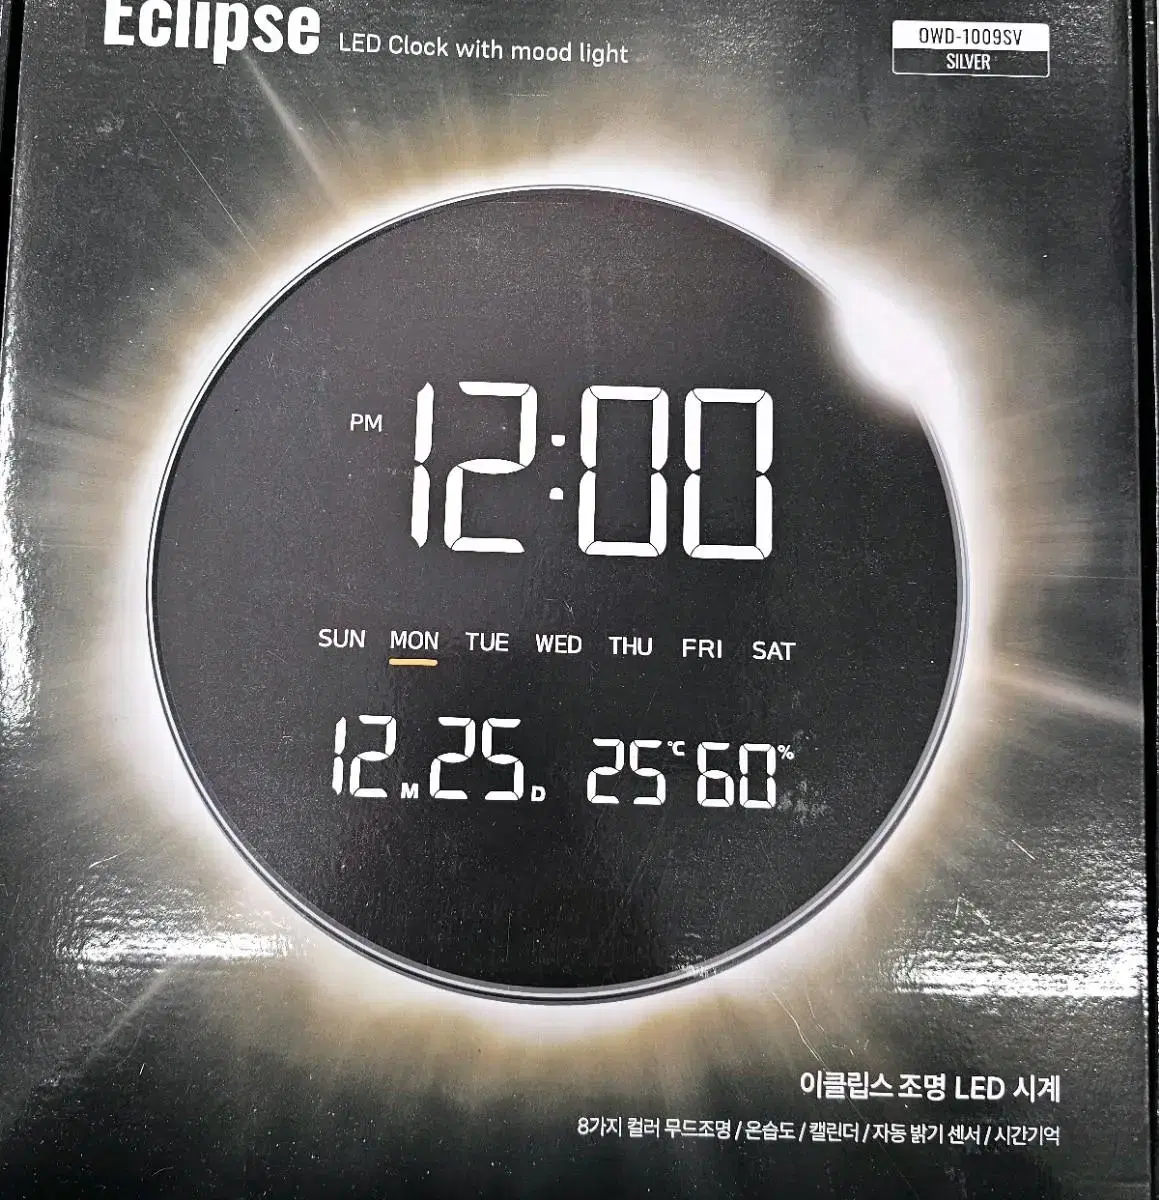 Eclipse LED Clock with mood light
OWD-1009SV
SILVER
PM 12:00
SUN MON TUE WED THU FRI SAT
12M 25D 25°C 60%
이클립스 조명 LED 시계
8가지 컬러 무드조명 / 온습도 / 캘린더 / 자동 밝기 센서 / 시간기억